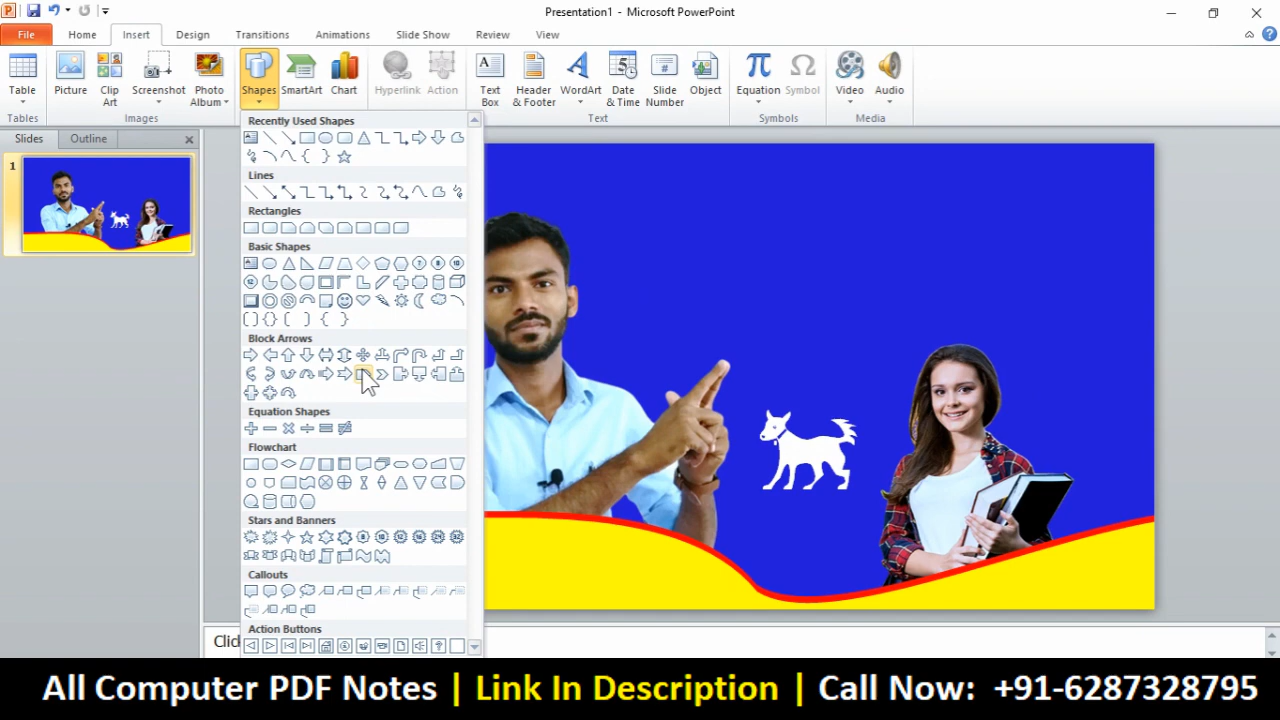 Presentation1 - Microsoft PowerPoint
File Home Insert Design Transitions Animations Slide Show Review View
Table Picture Clip Art Screenshot Photo Album Shapes SmartArt Chart Hyperlink Action Text Box Header & Footer WordArt Date & Time Slide Number Object Equation Symbol Video Audio
Tables Images Text Symbols Media
Slides Outline
1
Recently Used Shapes
Lines
Rectangles
Basic Shapes
Block Arrows
Equation Shapes
Flowchart
Stars and Banners
Callouts
Action Buttons
Clic
All Computer PDF Notes | Link In Description | Call Now: +91-6287328795